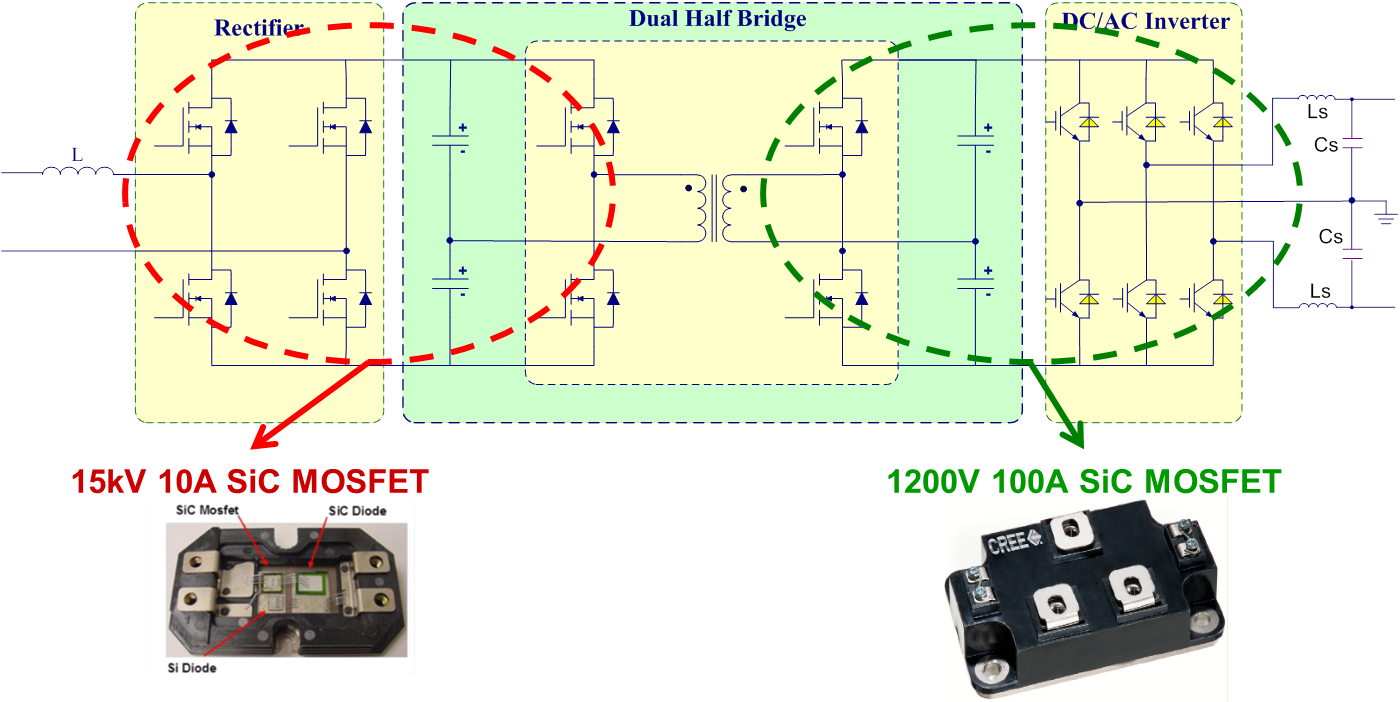 Rectifier
Dual Half Bridge
DC/AC Inverter
L
+
-
+
-
+
-
+
-
Ls
Cs
Cs
Ls
15kV 10A SiC MOSFET
1200V 100A SiC MOSFET
SiC Mosfet
SiC Diode
Si Diode
CREE